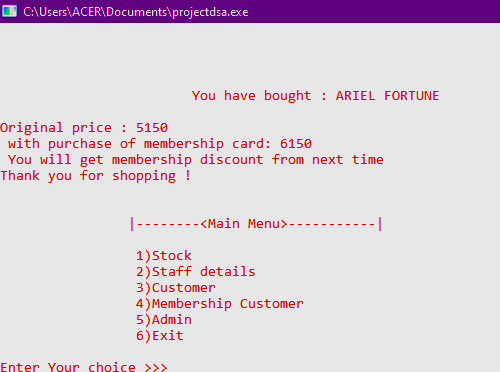 C:\Users\ACER\Documents\projectdsa.exe
You have bought : ARIEL FORTUNE
Original price : 5150
with purchase of membership card: 6150
You will get membership discount from next time
Thank you for shopping !
|--------<Main Menu>-----------|
1)Stock
2)Staff details
3)Customer
4)Membership Customer
5)Admin
6)Exit
Enter Your choice >>>